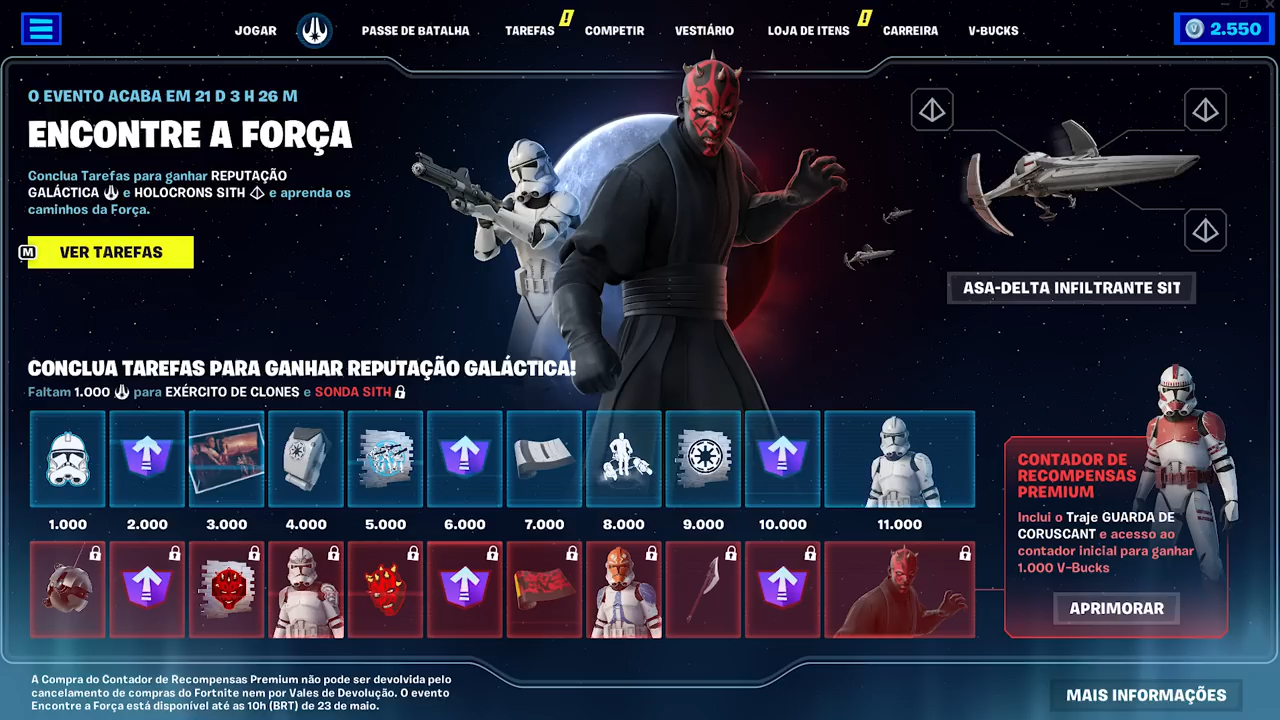 JOGAR
PASSE DE BATALHA
TAREFAS
COMPETIR
VESTIÁRIO
LOJA DE ITENS
CARREIRA
V-BUCKS
2.550
O EVENTO ACABA EM 21 D 3 H 26 M
ENCONTRE A FORÇA
Conclua Tarefas para ganhar REPUTAÇÃO
GALÁCTICA e HOLOCRONS SITH e aprenda os
caminhos da Força.
M VER TAREFAS
ASA-DELTA INFILTRANTE SIT
CONCLUA TAREFAS PARA GANHAR REPUTAÇÃO GALÁCTICA!
Faltam 1.000 para EXÉRCITO DE CLONES e SONDA SITH
1.000
2.000
3.000
4.000
5.000
6.000
7.000
8.000
9.000
10.000
11.000
CONTADOR DE
RECOMPENSAS
PREMIUM
Inclui o Traje GUARDA DE
CORUSCANT e acesso ao
contador inicial para ganhar
1.000 V-Bucks
APRIMORAR
A Compra do Contador de Recompensas Premium não pode ser devolvida pelo
cancelamento de compras do Fortnite nem por Vales de Devolução. O evento
Encontre a Força está disponível até as 10h (BRT) de 23 de maio.
MAIS INFORMAÇÕES